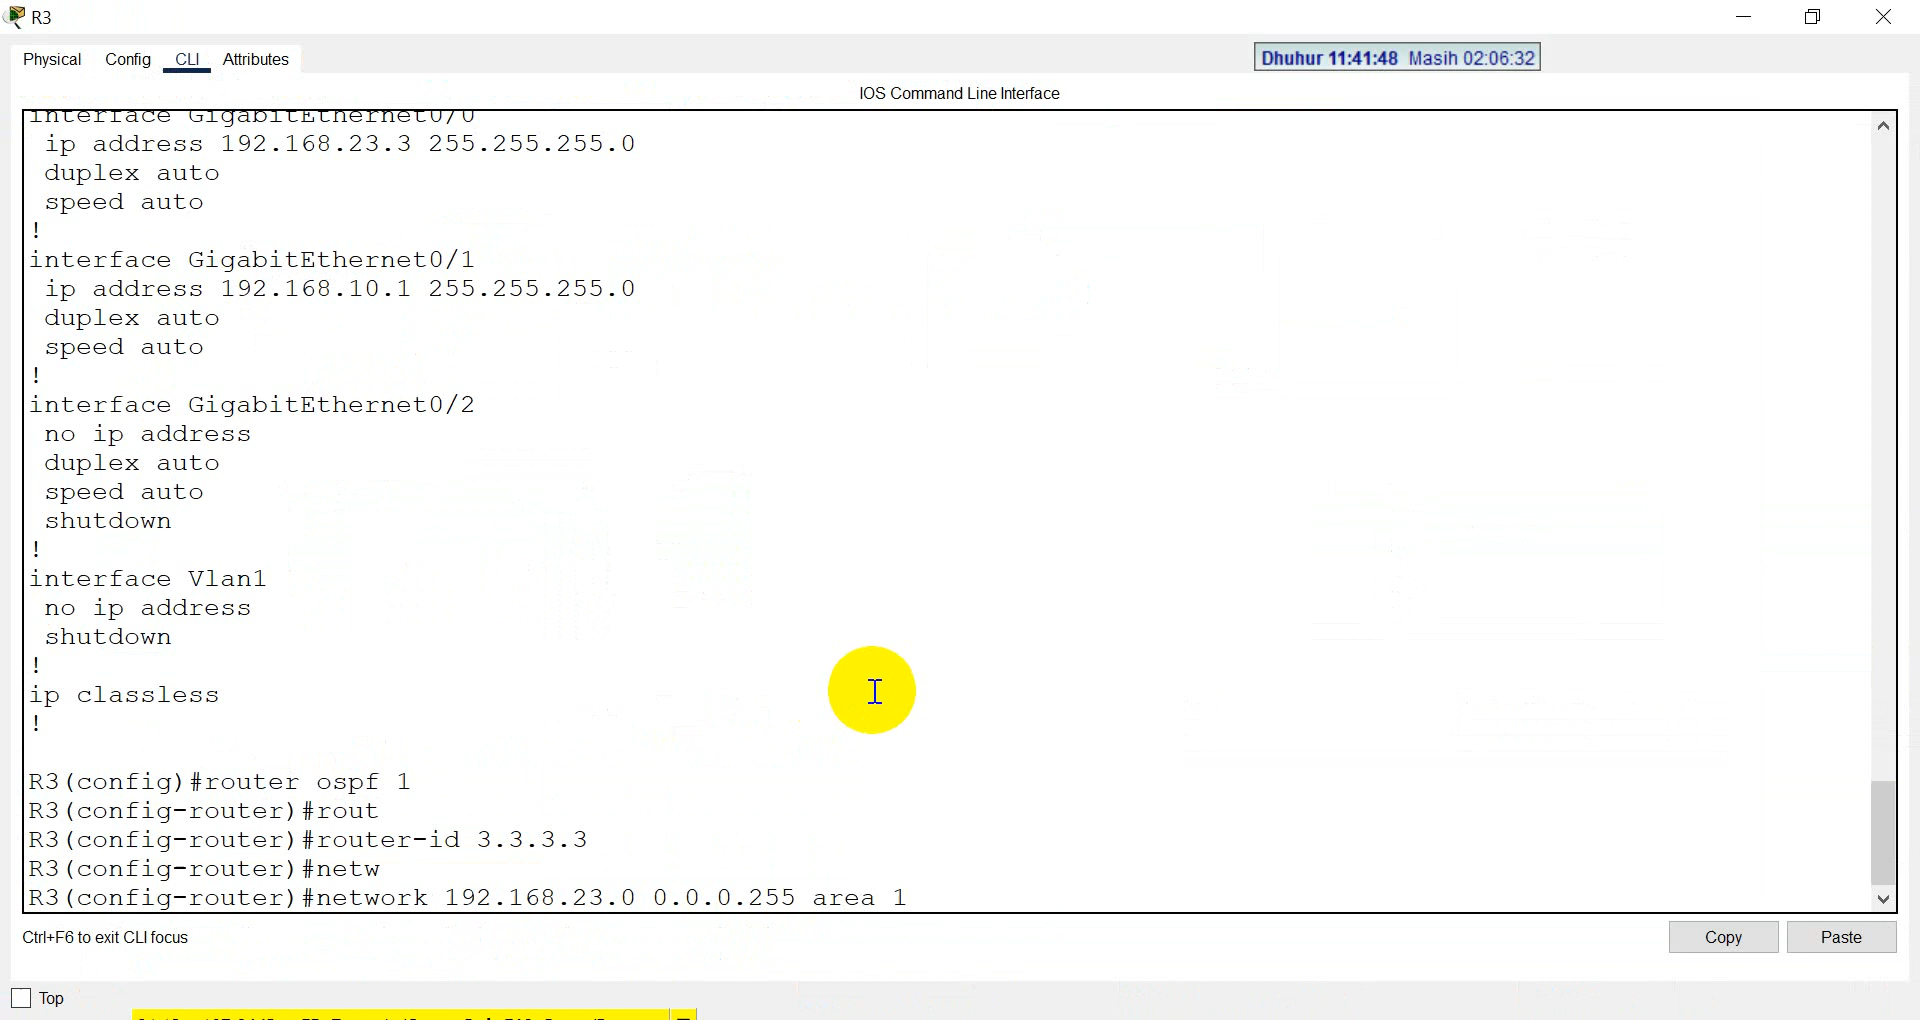 R3
Physical Config CLI Attributes
Dhuhur 11:41:48 Masih 02:06:32
IOS Command Line Interface
interface GigabitEthernet0/0
ip address 192.168.23.3 255.255.255.0
duplex auto
speed auto
!
interface GigabitEthernet0/1
ip address 192.168.10.1 255.255.255.0
duplex auto
speed auto
!
interface GigabitEthernet0/2
no ip address
duplex auto
speed auto
shutdown
!
interface Vlan1
no ip address
shutdown
!
ip classless
!
R3(config)#router ospf 1
R3(config-router)#rout
R3(config-router)#router-id 3.3.3.3
R3(config-router)#netw
R3(config-router)#network 192.168.23.0 0.0.0.255 area 1
Ctrl+F6 to exit CLI focus
Copy
Paste
Top